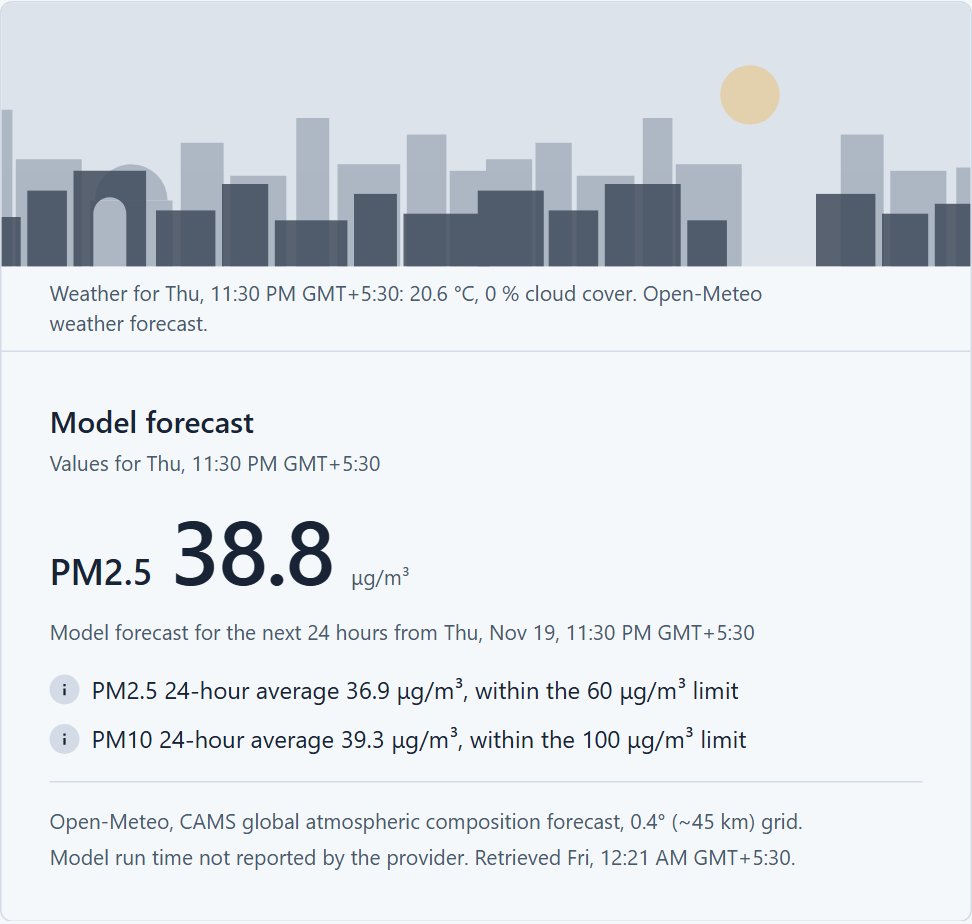 Weather for Thu, 11:30 PM GMT+5:30: 20.6 °C, 0 % cloud cover. Open-Meteo
weather forecast.
Model forecast
Values for Thu, 11:30 PM GMT+5:30
PM2.5 38.8 µg/m³
Model forecast for the next 24 hours from Thu, Nov 19, 11:30 PM GMT+5:30
i PM2.5 24-hour average 36.9 µg/m³, within the 60 µg/m³ limit
i PM10 24-hour average 39.3 µg/m³, within the 100 µg/m³ limit
Open-Meteo, CAMS global atmospheric composition forecast, 0.4° (~45 km) grid.
Model run time not reported by the provider. Retrieved Fri, 12:21 AM GMT+5:30.